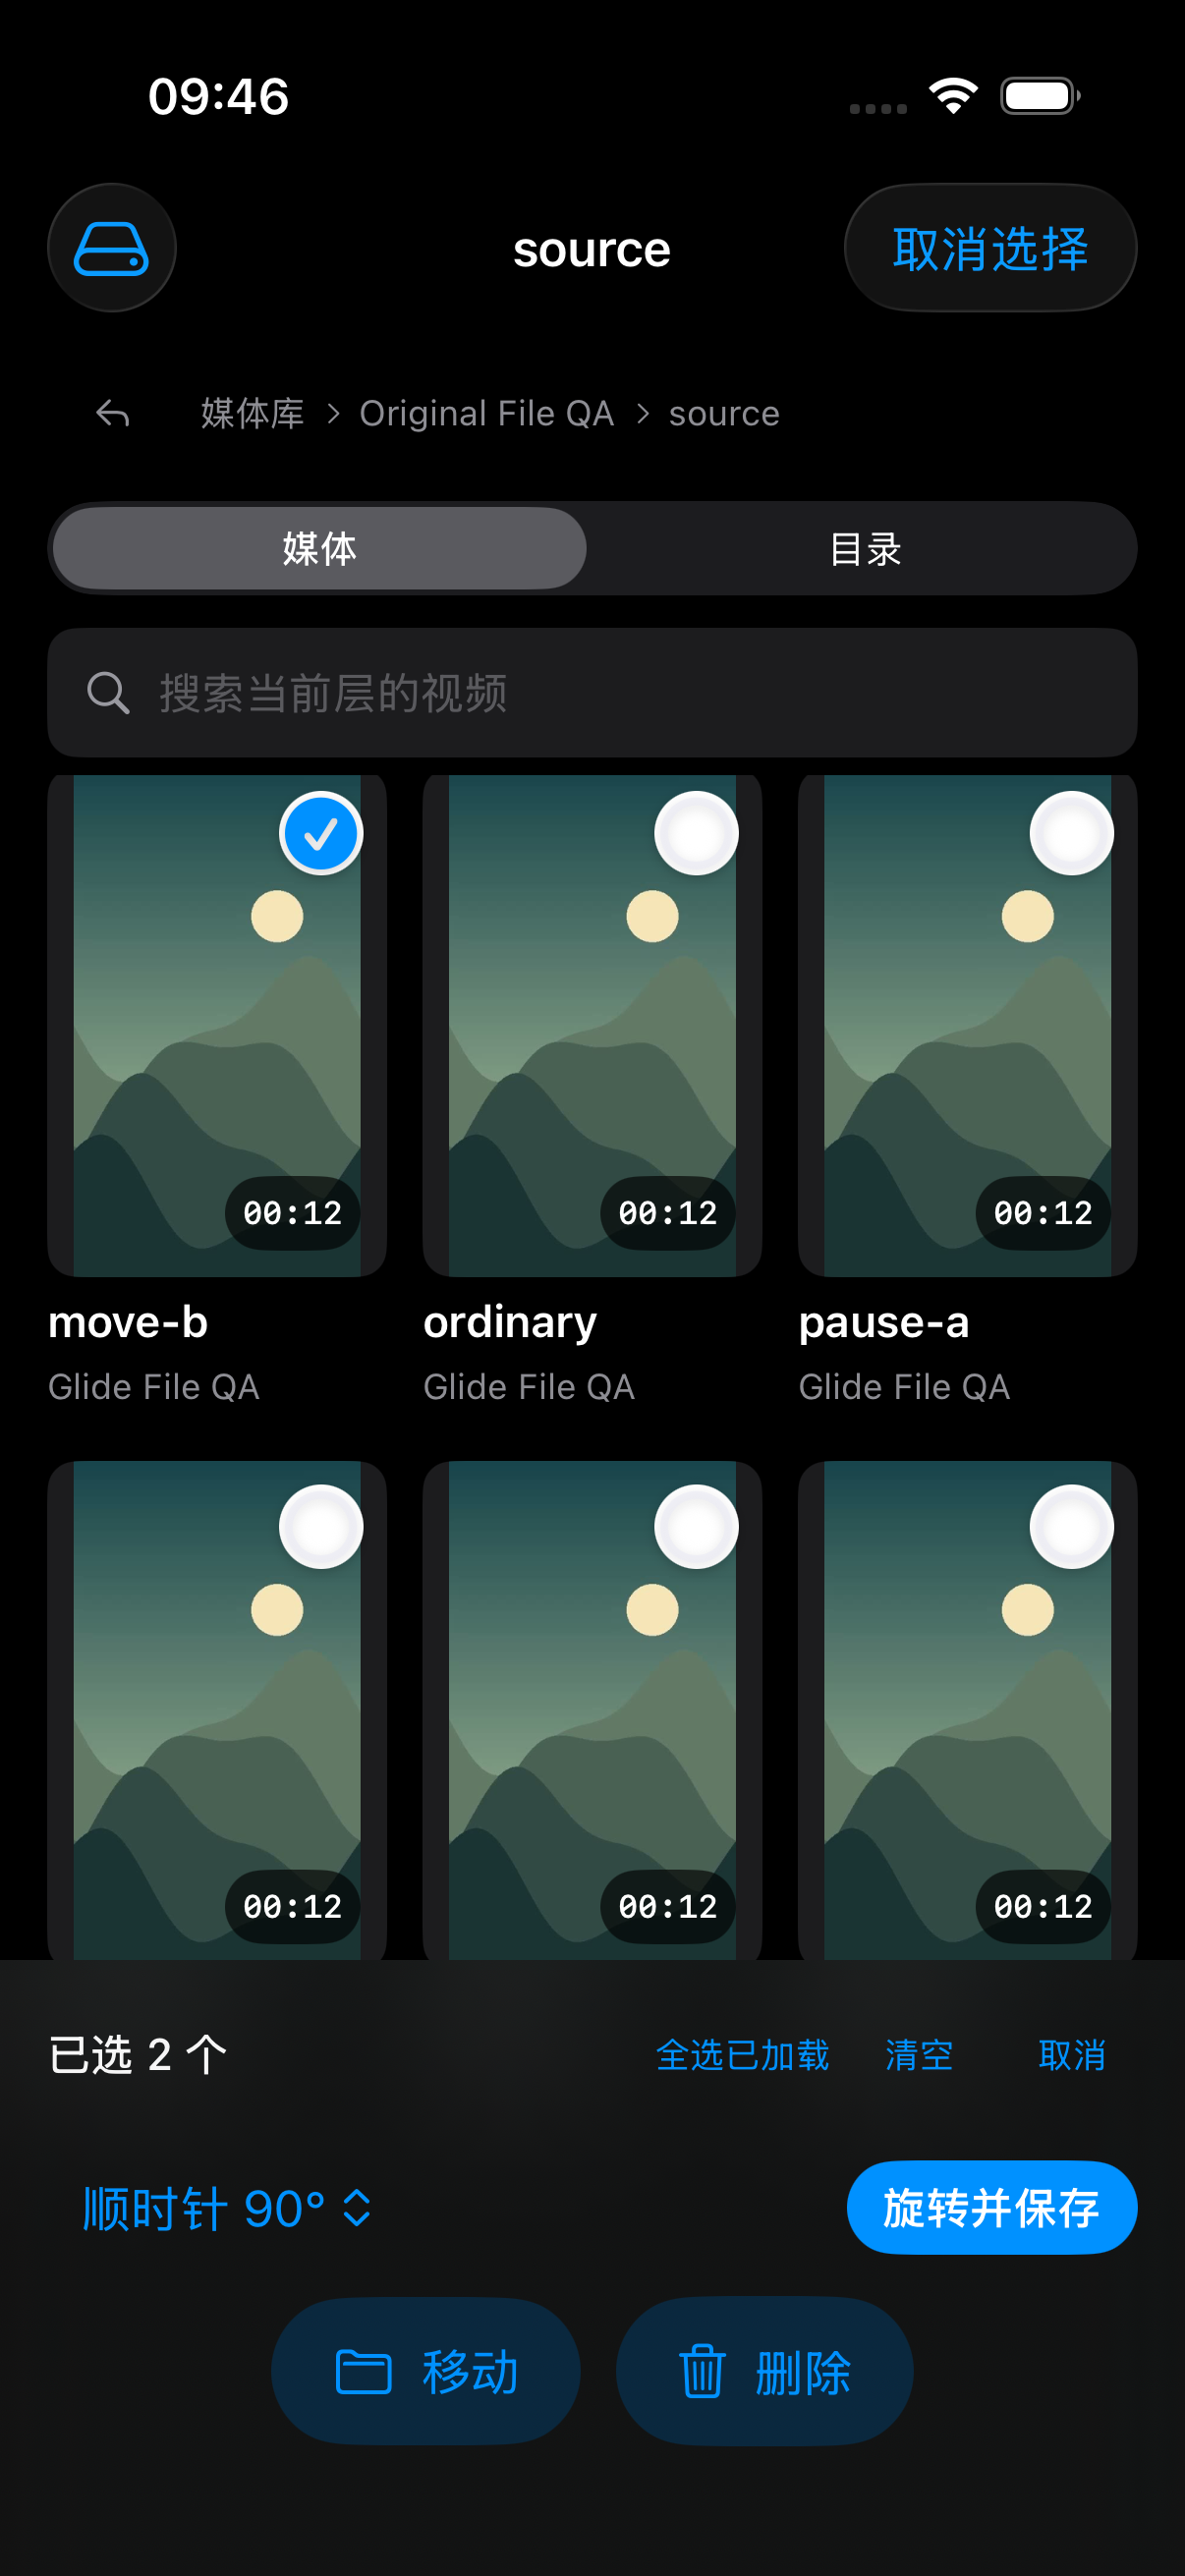 09:46
source
取消选择
媒体库 > Original File QA > source
媒体
目录
搜索当前层的视频
00:12
00:12
00:12
move-b
ordinary
pause-a
Glide File QA
Glide File QA
Glide File QA
00:12
00:12
00:12
已选 2 个
全选已加载
清空
取消
顺时针 90°
旋转并保存
移动
删除